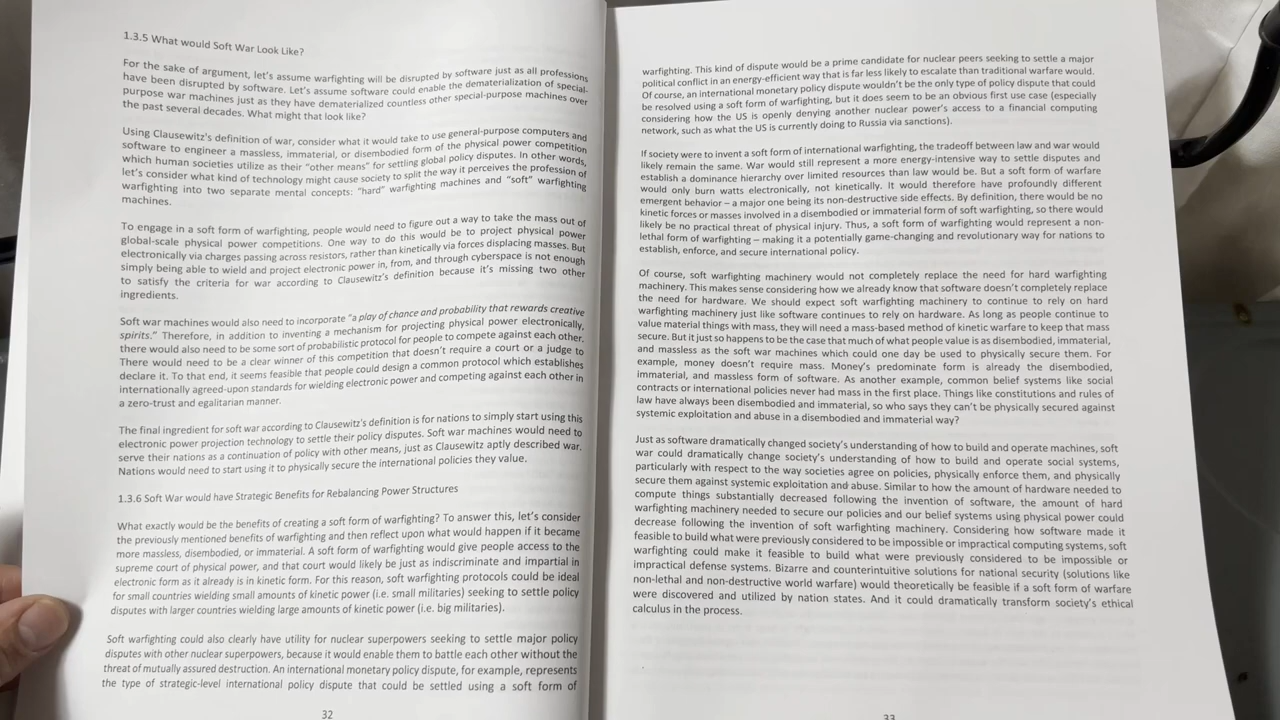 1.3.5 What would Soft War Look Like?
For the sake of argument, let's assume warfighting will be disrupted by software just as all professions
have been disrupted by software. Let's assume software could enable the dematerialization of special-
purpose war machines just as they have dematerialized countless other special-purpose machines over
the past several decades. What might that look like?
Using Clausewitz's definition of war, consider what it would take to use general-purpose computers and
software to engineer a massless, immaterial, or disembodied form of the physical power competition
which human societies utilize as their "other means" for settling global policy disputes. In other words,
let's consider what kind of technology might cause society to split the way it perceives the profession of
warfighting into two separate mental concepts: "hard" warfighting machines and "soft" warfighting
machines.
To engage in a soft form of warfighting, people would need to figure out a way to take the mass out of
global-scale physical power competitions. One way to do this would be to project physical power
electronically via charges passing across resistors, rather than kinetically via forces displacing masses. But
simply being able to wield and project electronic power in, from, and through cyberspace is not enough
to satisfy the criteria for war according to Clausewitz's definition because it's missing two other
ingredients.
Soft war machines would also need to incorporate "a play of chance and probability that rewards creative
spirits." Therefore, in addition to inventing a mechanism for projecting physical power electronically,
there would also need to be some sort of probabilistic protocol for people to compete against each other.
There would need to be a clear winner of this competition that doesn't require a court or a judge to
declare it. To that end, it seems feasible that people could design a common protocol which establishes
internationally agreed-upon standards for wielding electronic power and competing against each other in
a zero-trust and egalitarian manner.
The final ingredient for soft war according to Clausewitz's definition is for nations to simply start using this
electronic power projection technology to settle their policy disputes. Soft war machines would need to
serve their nations as a continuation of policy with other means, just as Clausewitz aptly described war.
Nations would need to start using it to physically secure the international policies they value.
1.3.6 Soft War would have Strategic Benefits for Rebalancing Power Structures
What exactly would be the benefits of creating a soft form of warfighting? To answer this, let's consider
the previously mentioned benefits of warfighting and then reflect upon what would happen if it became
more massless, disembodied, or immaterial. A soft form of warfighting would give people access to the
supreme court of physical power, and that court would likely be just as indiscriminate and impartial in
electronic form as it already is in kinetic form. For this reason, soft warfighting protocols could be ideal
for small countries wielding small amounts of kinetic power (i.e. small militaries) seeking to settle policy
disputes with larger countries wielding large amounts of kinetic power (i.e. big militaries).
Soft warfighting could also clearly have utility for nuclear superpowers seeking to settle major policy
disputes with other nuclear superpowers, because it would enable them to battle each other without the
threat of mutually assured destruction. An international monetary policy dispute, for example, represents
the type of strategic-level international policy dispute that could be settled using a soft form of
32
warfighting. This kind of dispute would be a prime candidate for nuclear peers seeking to settle a major
political conflict in an energy-efficient way that is far less likely to escalate than traditional warfare would.
Of course, an international monetary policy dispute wouldn't be the only type of policy dispute that could
be resolved using a soft form of warfighting, but it does seem to be an obvious first use case (especially
considering how the US is openly denying another nuclear power's access to a financial computing
network, such as what the US is currently doing to Russia via sanctions).
If society were to invent a soft form of international warfighting, the tradeoff between law and war would
likely remain the same. War would still represent a more energy-intensive way to settle disputes and
establish a dominance hierarchy over limited resources than law would be. But a soft form of warfare
would only burn watts electronically, not kinetically. It would therefore have profoundly different
emergent behavior – a major one being its non-destructive side effects. By definition, there would be no
kinetic forces or masses involved in a disembodied or immaterial form of soft warfighting, so there would
likely be no practical threat of physical injury. Thus, a soft form of warfighting would represent a non-
lethal form of warfighting – making it a potentially game-changing and revolutionary way for nations to
establish, enforce, and secure international policy.
Of course, soft warfighting machinery would not completely replace the need for hard warfighting
machinery. This makes sense considering how we already know that software doesn't completely replace
the need for hardware. We should expect soft warfighting machinery to continue to rely on hard
warfighting machinery just like software continues to rely on hardware. As long as people continue to
value material things with mass, they will need a mass-based method of kinetic warfare to keep that mass
secure. But it just so happens to be the case that much of what people value is as disembodied, immaterial,
and massless as the soft war machines which could one day be used to physically secure them. For
example, money doesn't require mass. Money's predominate form is already the disembodied,
immaterial, and massless form of software. As another example, common belief systems like social
contracts or international policies never had mass in the first place. Things like constitutions and rules of
law have always been disembodied and immaterial, so who says they can't be physically secured against
systemic exploitation and abuse in a disembodied and immaterial way?
Just as software dramatically changed society's understanding of how to build and operate machines, soft
war could dramatically change society's understanding of how to build and operate social systems,
particularly with respect to the way societies agree on policies, physically enforce them, and physically
secure them against systemic exploitation and abuse. Similar to how the amount of hardware needed to
compute things substantially decreased following the invention of software, the amount of hard
warfighting machinery needed to secure our policies and our belief systems using physical power could
decrease following the invention of soft warfighting machinery. Considering how software made it
feasible to build what were previously considered to be impossible or impractical computing systems, soft
warfighting could make it feasible to build what were previously considered to be impossible or
impractical defense systems. Bizarre and counterintuitive solutions for national security (solutions like
non-lethal and non-destructive world warfare) would theoretically be feasible if a soft form of warfare
were discovered and utilized by nation states. And it could dramatically transform society's ethical
calculus in the process.
33